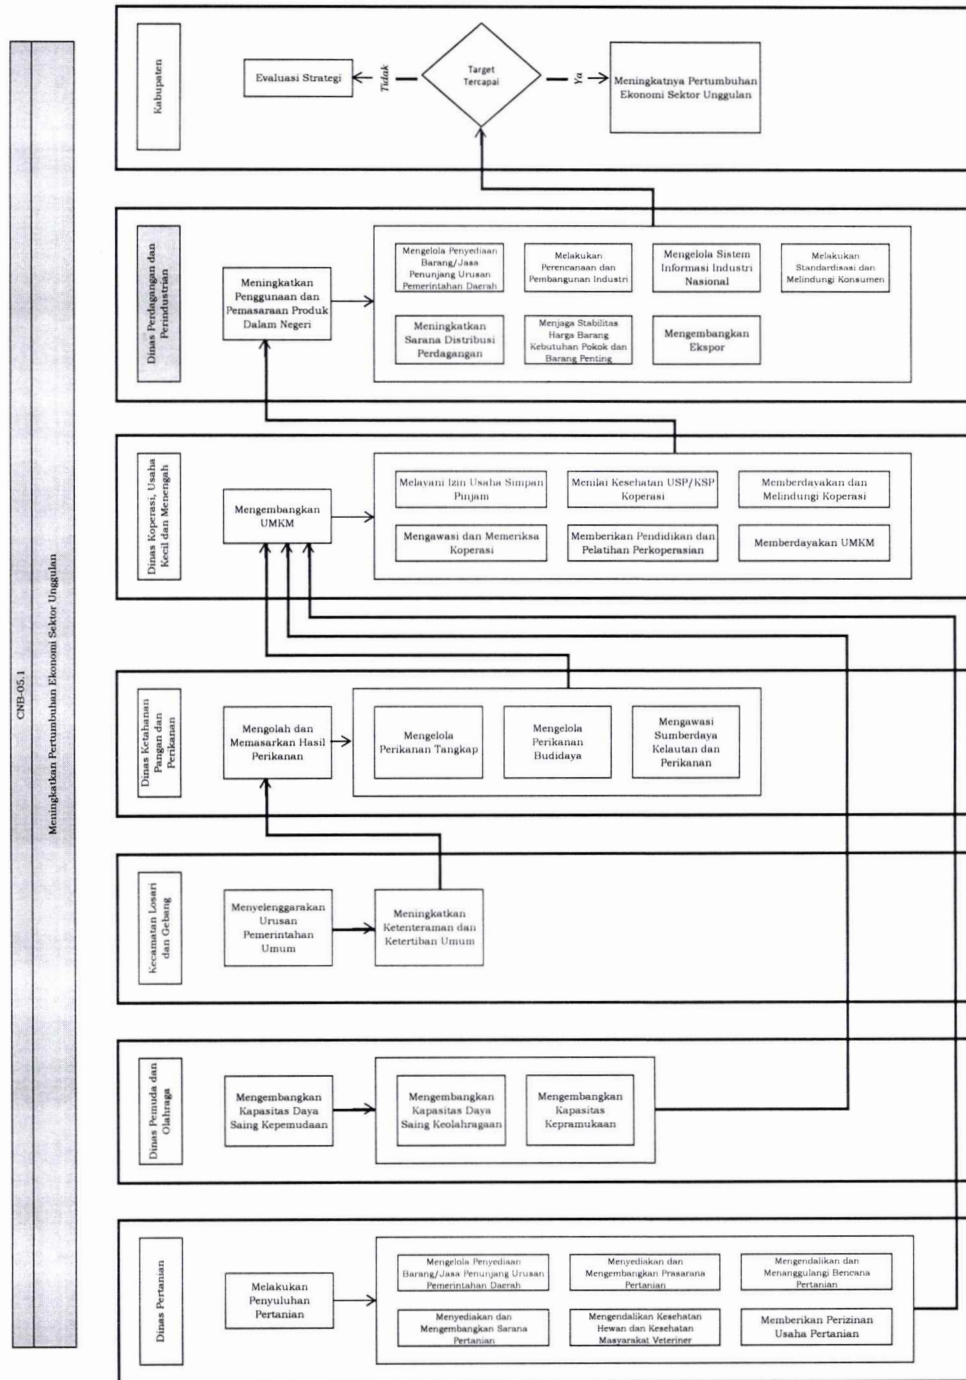 CNB-05.1
Meningkatkan Pertumbuhan Ekonomi Sektor Unggulan
Kabupaten
Evaluasi Strategi
Tidak
Target
Tercapai
Ya
Meningkatnya Pertumbuhan
Ekonomi Sektor Unggulan
Dinas Perdagangan dan
Perindustrian
Meningkatkan
Penggunaan dan
Pemasaraan Produk
Dalam Negeri
Mengelola Penyediaan
Barang/Jasa
Penunjang Urusan
Pemerintahan Daerah
Melakukan
Perencanaan dan
Pembangunan Industri
Mengelola Sistem
Informasi Industri
Nasional
Melakukan
Standardisasi dan
Melindungi Konsumen
Meningkatkan
Sarana Distribusi
Perdagangan
Menjaga Stabilitas
Harga Barang
Kebutuhan Pokok dan
Barang Penting
Mengembangkan
Ekspor
Dinas Koperasi, Usaha
Kecil dan Menengah
Mengembangkan
UMKM
Melayani Izin Usaha Simpan
Pinjam
Menilai Kesehatan USP/KSP
Koperasi
Memberdayakan dan
Melindungi Koperasi
Mengawasi dan Memeriksa
Koperasi
Memberikan Pendidikan dan
Pelatihan Perkoperasian
Memberdayakan UMKM
Dinas Ketahanan
Pangan dan
Perikanan
Mengolah dan
Memasarkan Hasil
Perikanan
Mengelola
Perikanan Tangkap
Mengelola
Perikanan
Budidaya
Mengawasi
Sumberdaya
Kelautan dan
Perikanan
Kecamatan Losari
dan Gebang
Menyelenggarakan
Urusan
Pemerintahan
Umum
Meningkatkan
Ketenteraman dan
Ketertiban Umum
Dinas Pemuda dan
Olahraga
Mengembangkan
Kapasitas Daya
Saing Kepemudaan
Mengembangkan
Kapasitas Daya
Saing Keolahragaan
Mengembangkan
Kapasitas
Kepramukaan
Dinas Pertanian
Melakukan
Penyuluhan
Pertanian
Mengelola Penyediaan
Barang/Jasa Penunjang Urusan
Pemerintahan Daerah
Menyediakan dan
Mengembangkan Prasarana
Pertanian
Mengendalikan dan
Menanggulangi Bencana
Pertanian
Menyediakan dan
Mengembangkan Sarana
Pertanian
Mengendalikan Kesehatan
Hewan dan Kesehatan
Masyarakat Veteriner
Memberikan Perizinan
Usaha Pertanian